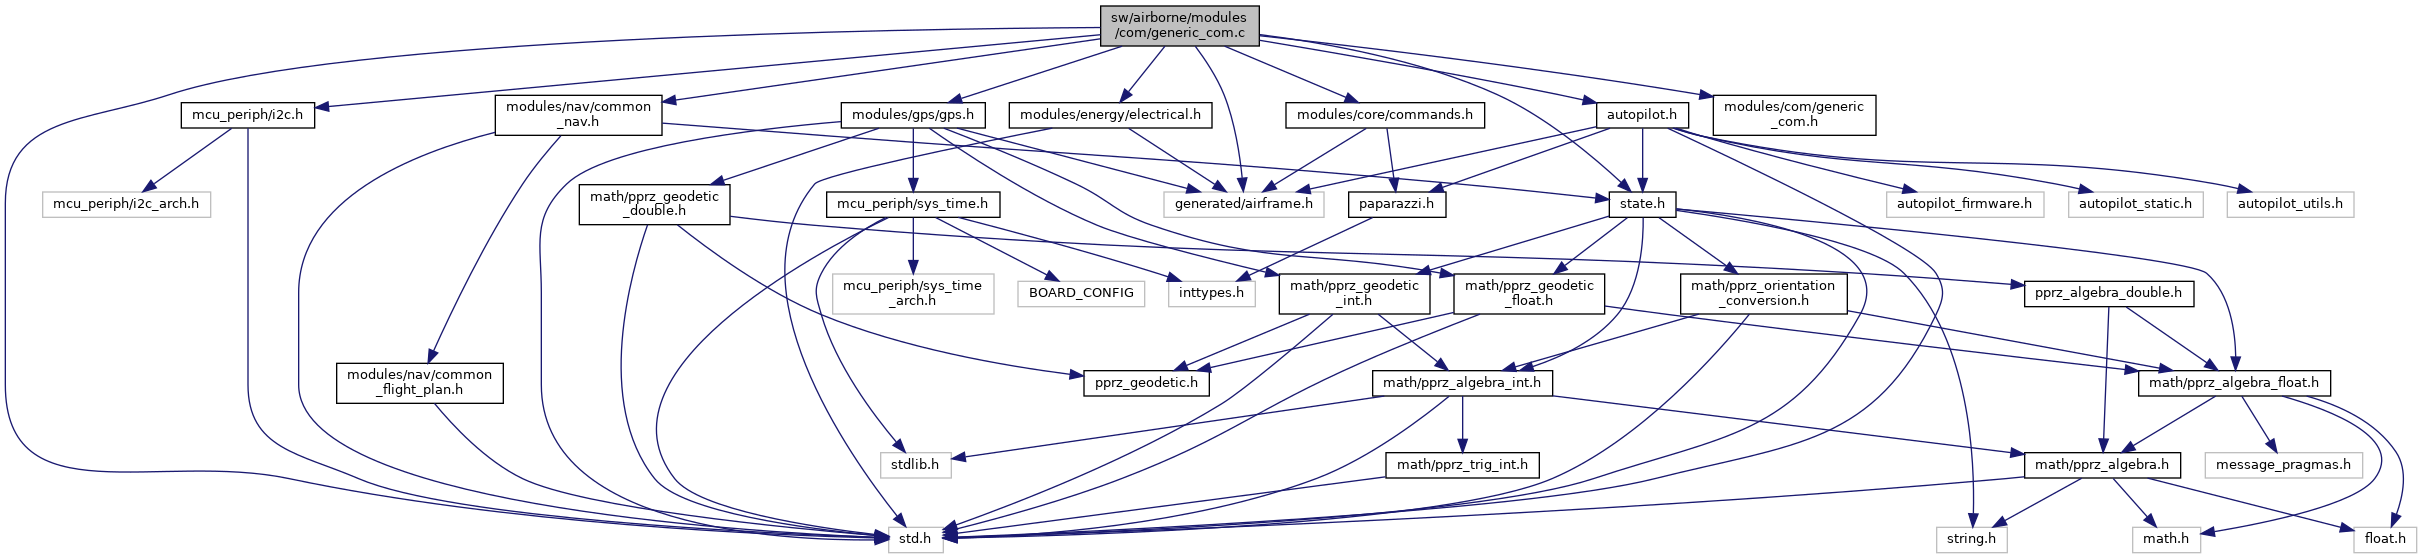 sw/airborne/modules
/com/generic_com.c
mcu_periph/i2c.h
modules/nav/common
_nav.h
modules/gps/gps.h
modules/energy/electrical.h
modules/core/commands.h
autopilot.h
modules/com/generic
_com.h
mcu_periph/i2c_arch.h
math/pprz_geodetic
_double.h
mcu_periph/sys_time.h
generated/airframe.h
paparazzi.h
state.h
autopilot_firmware.h
autopilot_static.h
autopilot_utils.h
mcu_periph/sys_time
_arch.h
BOARD_CONFIG
inttypes.h
math/pprz_geodetic
_int.h
math/pprz_geodetic
_float.h
math/pprz_orientation
_conversion.h
pprz_algebra_double.h
modules/nav/common
_flight_plan.h
pprz_geodetic.h
math/pprz_algebra_int.h
math/pprz_algebra_float.h
stdlib.h
math/pprz_trig_int.h
math/pprz_algebra.h
message_pragmas.h
std.h
string.h
math.h
float.h